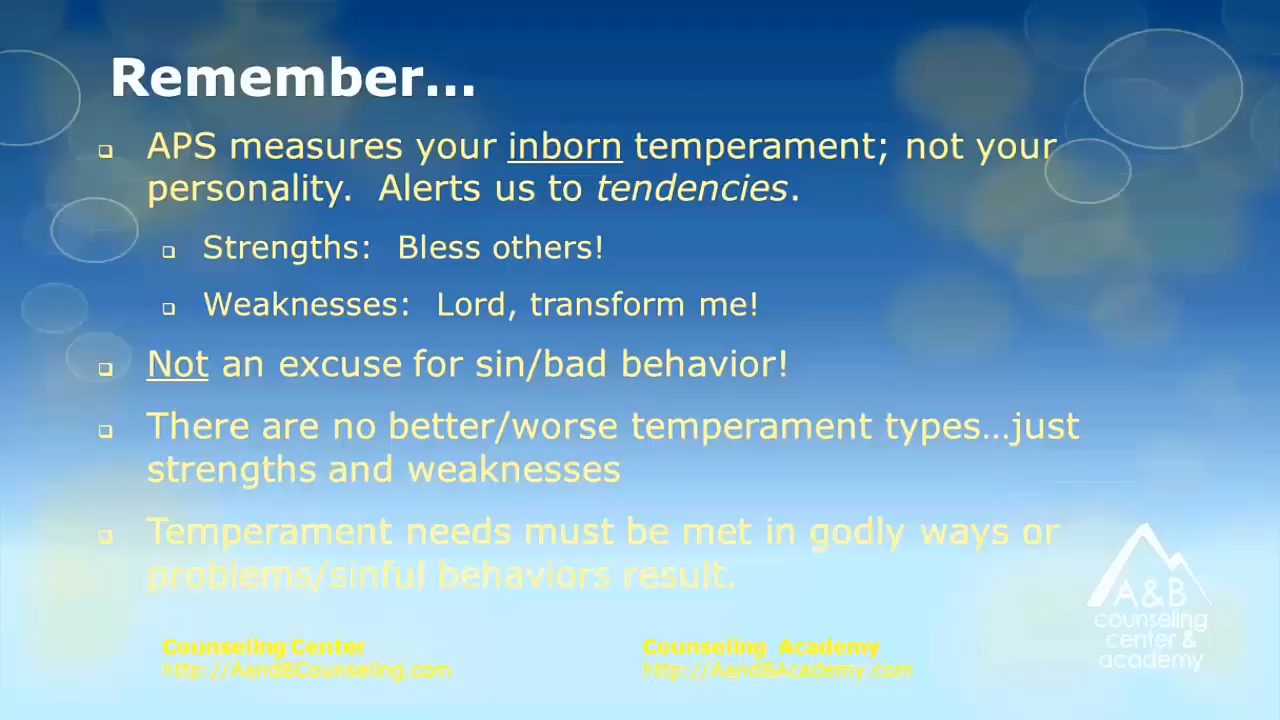 Remember...
APS measures your inborn temperament; not your
personality.  Alerts us to tendencies.
Strengths:  Bless others!
Weaknesses:  Lord, transform me!
Not an excuse for sin/bad behavior!
There are no better/worse temperament types...just
strengths and weaknesses
Temperament needs must be met in godly ways or
problems/sinful behaviors result.
Counseling Center
http://AandBCounseling.com
Counseling  Academy
http://AandBAcademy.com
A&B
counseling
center &
academy